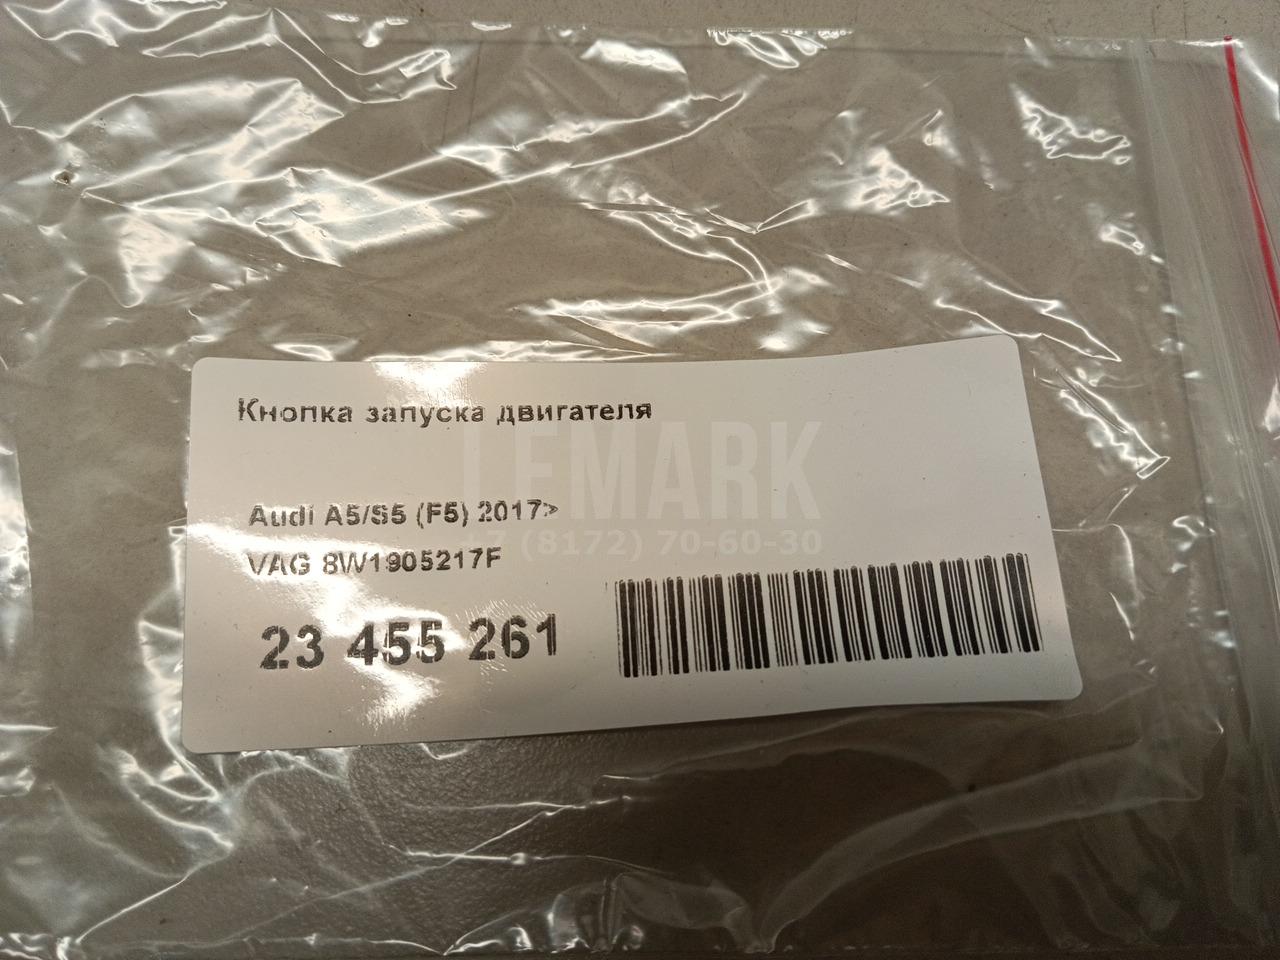 Кнопка запуска двигателя
LEMARK
Audi A5/S5 (F5) 2017>
+7 (8172) 70-60-30
VAG 8W1905217F
23 455 261